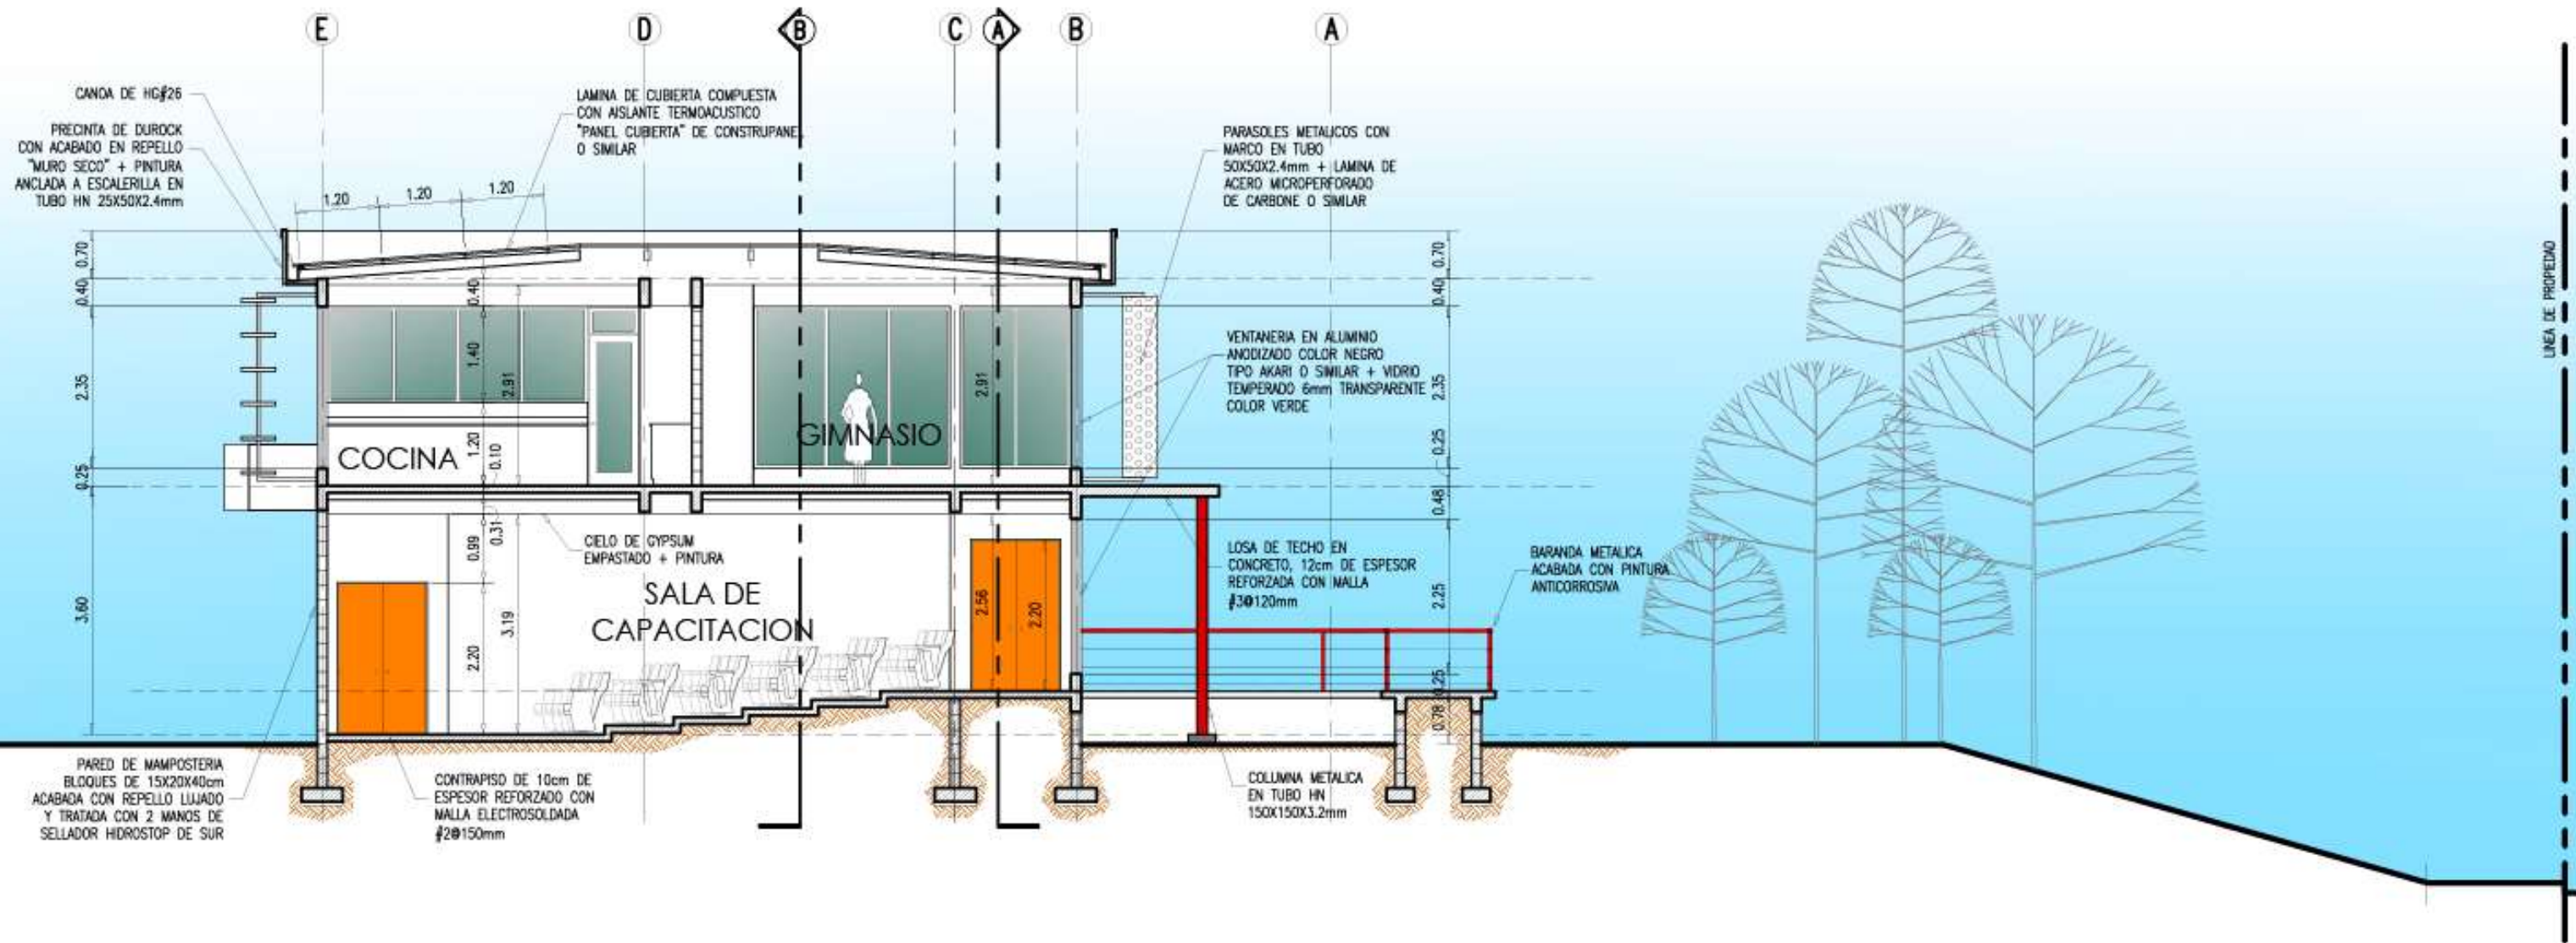 E
D
B
C
A
B
A
CANOA DE HG#26
PRECINTA DE DUROCK
CON ACABADO EN REPELLO
"MURO SECO" + PINTURA
ANCLADA A ESCALERILLA EN
TUBO HN 25X50X2.4mm
LAMINA DE CUBIERTA COMPUESTA
CON AISLANTE TERMOACUSTICO
"PANEL CUBIERTA" DE CONSTRUPANEL
O SIMILAR
PARASOLES METALICOS CON
MARCO EN TUBO
50X50X2.4mm + LAMINA DE
ACERO MICROPERFORADO
DE CARBONE O SIMILAR
1.20
1.20
1.20
0.70
0.40
2.35
0.25
3.60
0.40
1.40
2.91
1.20
0.10
COCINA
GIMNASIO
2.91
VENTANERIA EN ALUMINIO
ANODIZADO COLOR NEGRO
TIPO AKARI O SIMILAR + VIDRIO
TEMPERADO 6mm TRANSPARENTE
COLOR VERDE
0.70
0.40
2.35
0.25
0.48
2.25
0.25
0.78
LINEA DE PROPIEDAD
0.31
0.99
3.19
2.20
CIELO DE GYPSUM
EMPASTADO + PINTURA
SALA DE
CAPACITACION
2.56
2.20
LOSA DE TECHO EN
CONCRETO, 12cm DE ESPESOR
REFORZADA CON MALLA
#3@120mm
BARANDA METALICA
ACABADA CON PINTURA
ANTICORROSIVA
PARED DE MAMPOSTERIA
BLOQUES DE 15X20X40cm
ACABADA CON REPELLO LUJADO
Y TRATADA CON 2 MANOS DE
SELLADOR HIDROSTOP DE SUR
CONTRAPISO DE 10cm DE
ESPESOR REFORZADO CON
MALLA ELECTROSOLDADA
#2@150mm
COLUMNA METALICA
EN TUBO HN
150X150X3.2mm